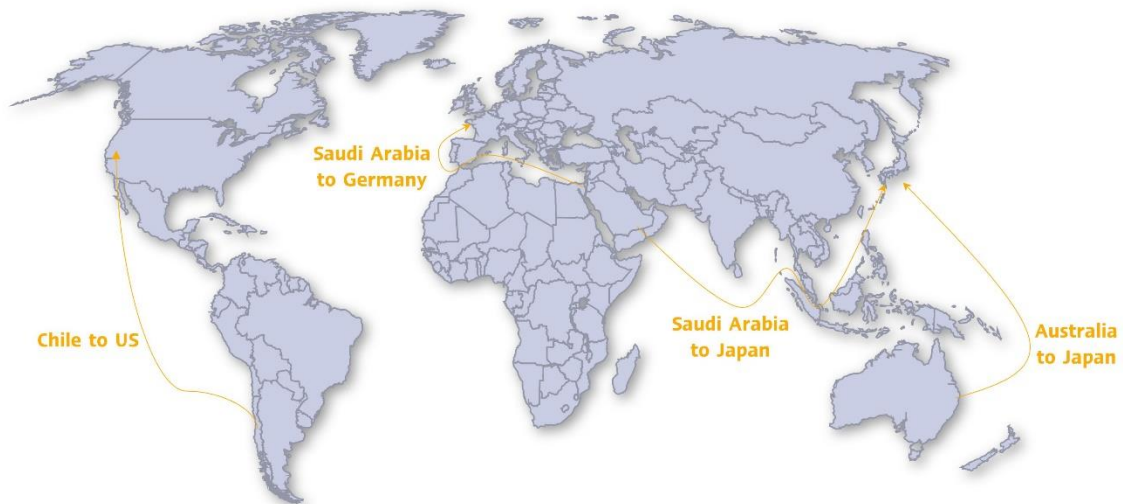 Saudi Arabia
to Germany
Chile to US
Saudi Arabia
to Japan
Australia
to Japan